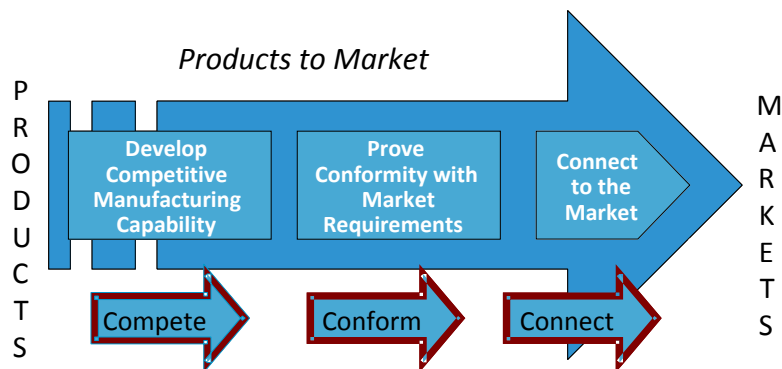 Products to Market
P
R
O
D
U
C
T
S
Develop
Competitive
Manufacturing
Capability
Prove
Conformity with
Market
Requirements
Connect
to the
Market
M
A
R
K
E
T
S
Compete
Conform
Connect